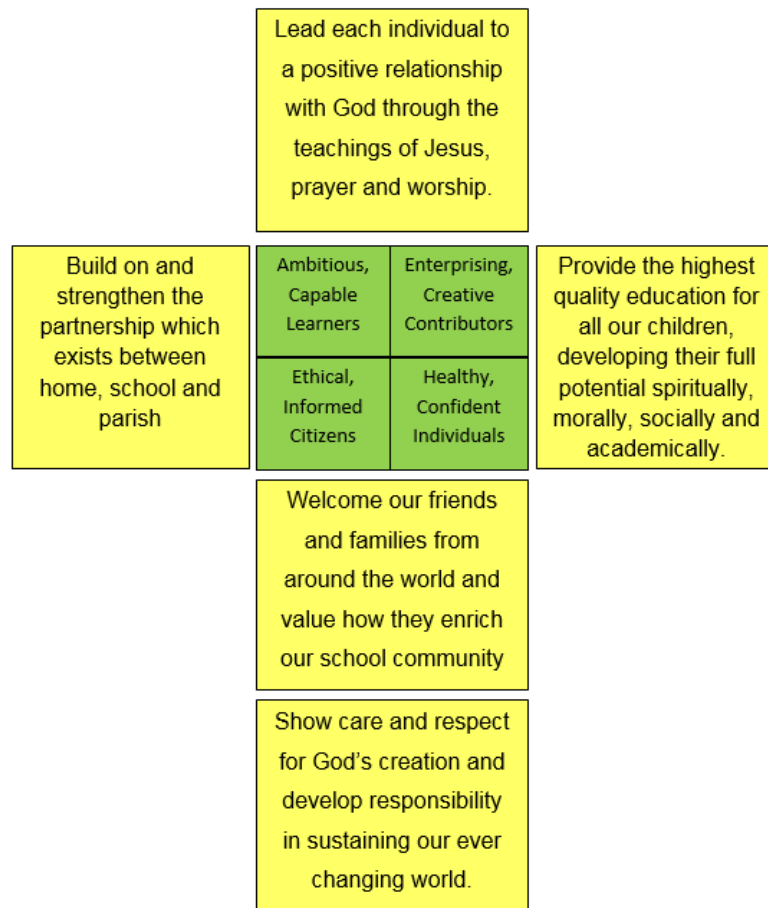 Lead each individual to
a positive relationship
with God through the
teachings of Jesus,
prayer and worship.
Build on and
strengthen the
partnership which
exists between
home, school and
parish
Ambitious,
Capable
Learners
Enterprising,
Creative
Contributors
Ethical,
Informed
Citizens
Healthy,
Confident
Individuals
Provide the highest
quality education for
all our children,
developing their full
potential spiritually,
morally, socially and
academically.
Welcome our friends
and families from
around the world and
value how they enrich
our school community
Show care and respect
for God’s creation and
develop responsibility
in sustaining our ever
changing world.